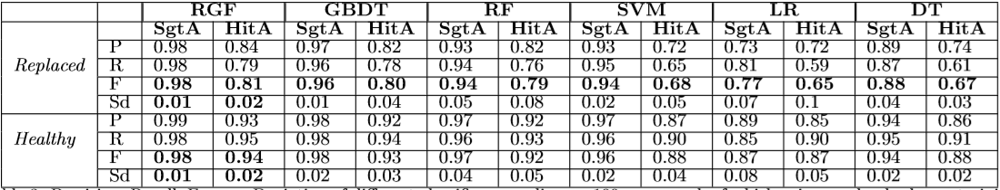 RGF GBDT RF SVM LR DT
SgtA HitA SgtA HitA SgtA HitA SgtA HitA SgtA HitA SgtA HitA
P 0.98 0.84 0.97 0.82 0.93 0.82 0.93 0.72 0.73 0.72 0.89 0.74
Replaced R 0.98 0.79 0.96 0.78 0.94 0.76 0.95 0.65 0.81 0.59 0.87 0.61
F 0.98 0.81 0.96 0.80 0.94 0.79 0.94 0.68 0.77 0.65 0.88 0.67
Sd 0.01 0.02 0.01 0.04 0.05 0.08 0.02 0.05 0.07 0.1 0.04 0.03
P 0.99 0.93 0.98 0.92 0.97 0.92 0.97 0.87 0.89 0.85 0.94 0.86
Healthy R 0.98 0.95 0.98 0.94 0.96 0.93 0.96 0.90 0.85 0.90 0.95 0.91
F 0.98 0.94 0.98 0.93 0.97 0.92 0.96 0.88 0.87 0.87 0.94 0.88
Sd 0.01 0.02 0.02 0.03 0.04 0.05 0.02 0.04 0.08 0.05 0.02 0.02